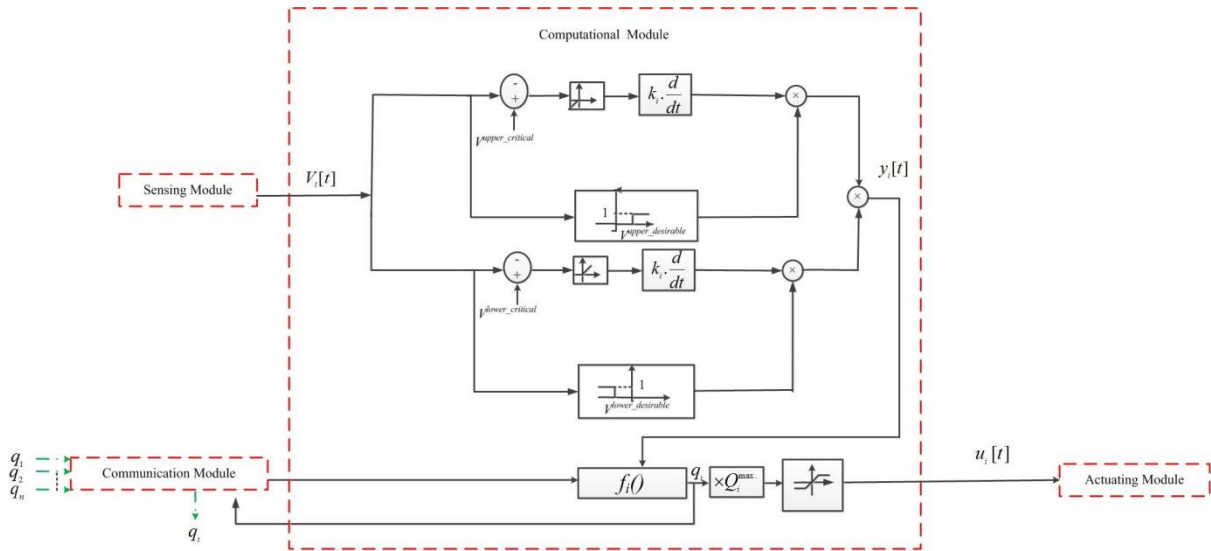 Computational Module
-
+
k_i . d/dt
×
V^{upper_critical}
Sensing Module
V_i[t]
y_i[t]
×
1
V^{upper_desirable}
-
+
k_i . d/dt
×
V^{lower_critical}
1
V^{lower_desirable}
q_1
q_2
q_n
Communication Module
f_i()
q_i
×Q_i^{max.}
u_i[t]
Actuating Module
q_i